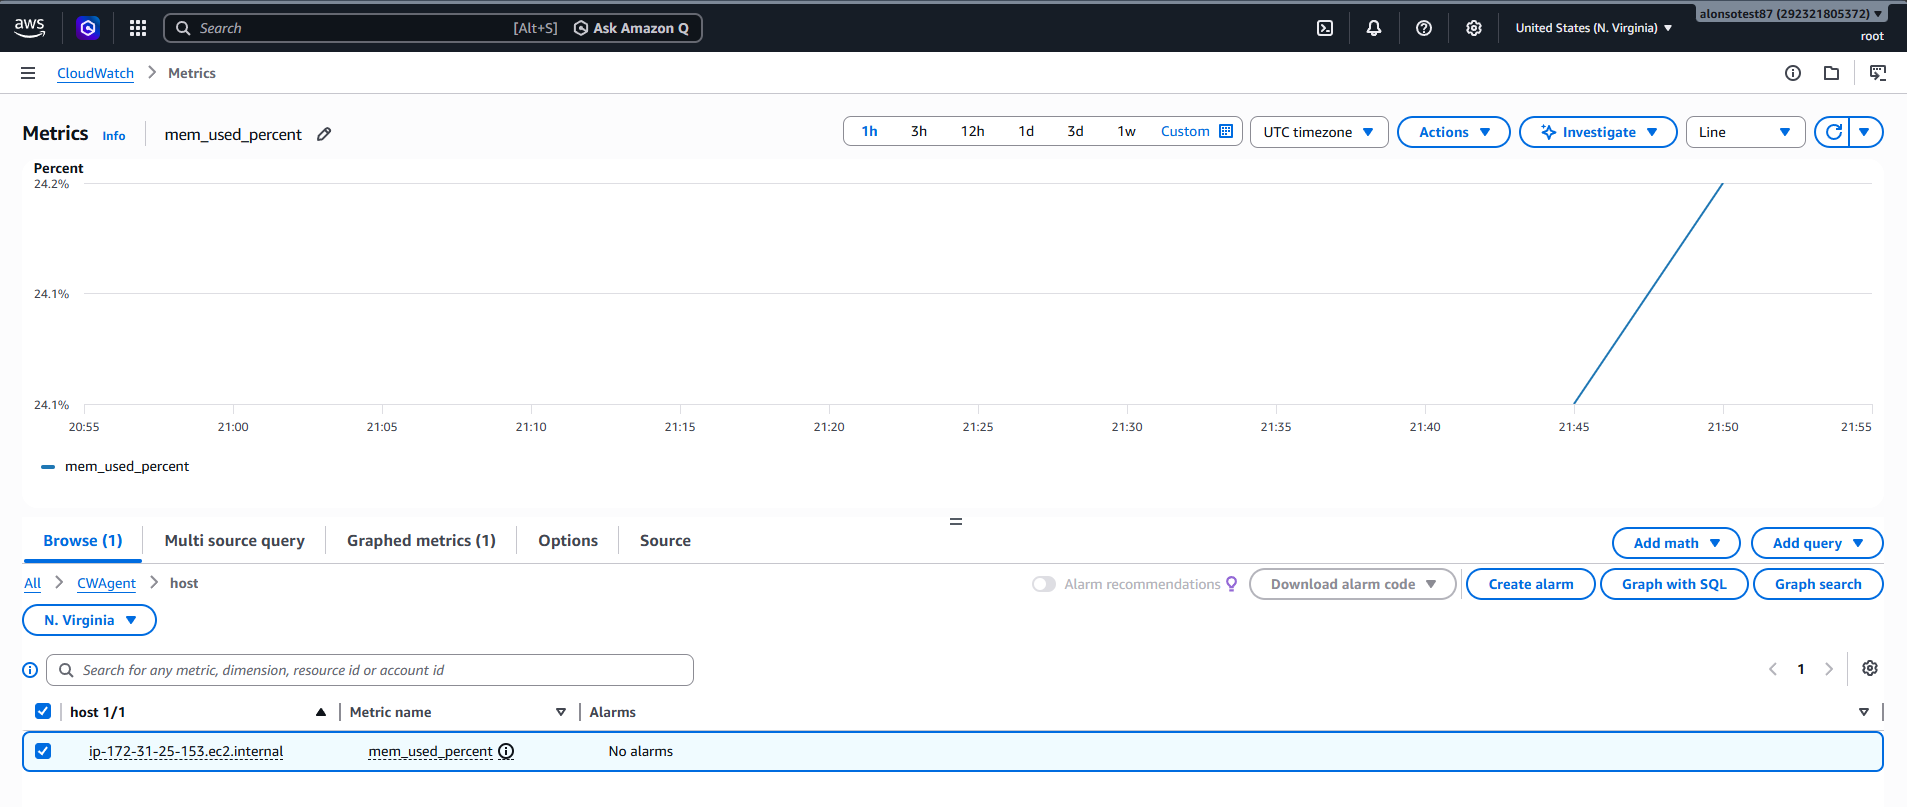 aws
Search [Alt+S] Ask Amazon Q
United States (N. Virginia)
alonsotest87 (292321805372)
root
CloudWatch Metrics
Metrics Info mem_used_percent
1h 3h 12h 1d 3d 1w Custom UTC timezone Actions Investigate Line
Percent
24.2%
24.1%
24.1%
20:55 21:00 21:05 21:10 21:15 21:20 21:25 21:30 21:35 21:40 21:45 21:50 21:55
mem_used_percent
Browse (1) Multi source query Graphed metrics (1) Options Source Add math Add query
All CWAgent host Alarm recommendations Download alarm code Create alarm Graph with SQL Graph search
N. Virginia
Search for any metric, dimension, resource id or account id 1
host 1/1 Metric name Alarms
ip-172-31-25-153.ec2.internal mem_used_percent No alarms